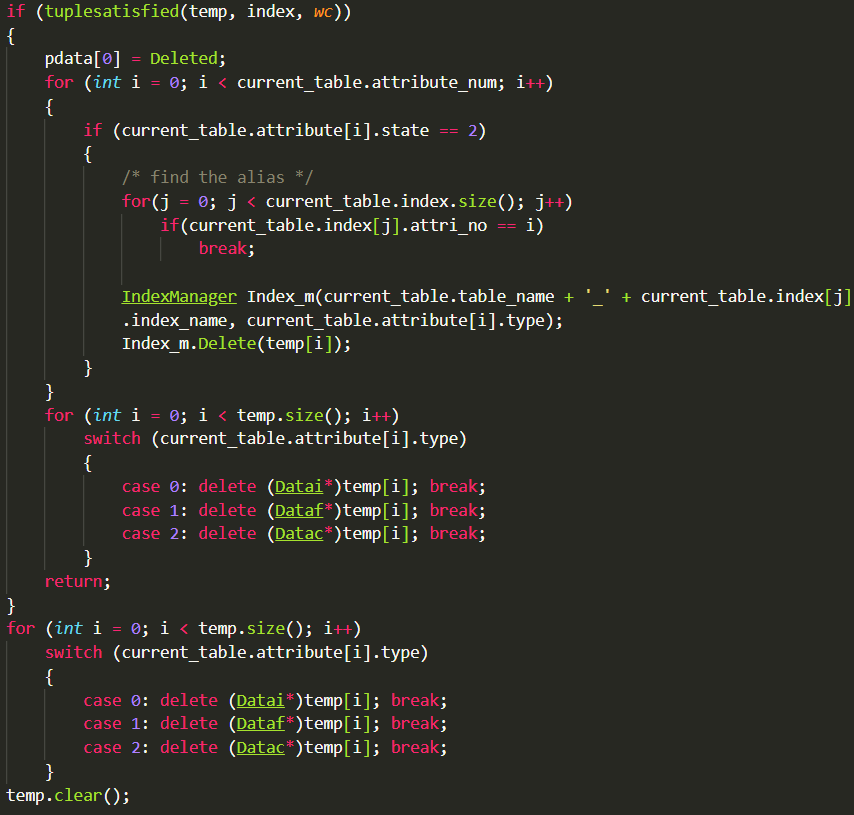 if (tuplesatisfied(temp, index, wc))
{
    pdata[0] = Deleted;
    for (int i = 0; i < current_table.attribute_num; i++)
    {
        if (current_table.attribute[i].state == 2)
        {
            /* find the alias */
            for(j = 0; j < current_table.index.size(); j++)
                if(current_table.index[j].attri_no == i)
                    break;

            IndexManager Index_m(current_table.table_name + '_' + current_table.index[j]
            .index_name, current_table.attribute[i].type);
            Index_m.Delete(temp[i]);
        }
    }
    for (int i = 0; i < temp.size(); i++)
        switch (current_table.attribute[i].type)
        {
            case 0: delete (Datai*)temp[i]; break;
            case 1: delete (Dataf*)temp[i]; break;
            case 2: delete (Datac*)temp[i]; break;
        }
    return;
}
for (int i = 0; i < temp.size(); i++)
    switch (current_table.attribute[i].type)
    {
        case 0: delete (Datai*)temp[i]; break;
        case 1: delete (Dataf*)temp[i]; break;
        case 2: delete (Datac*)temp[i]; break;
    }
temp.clear();